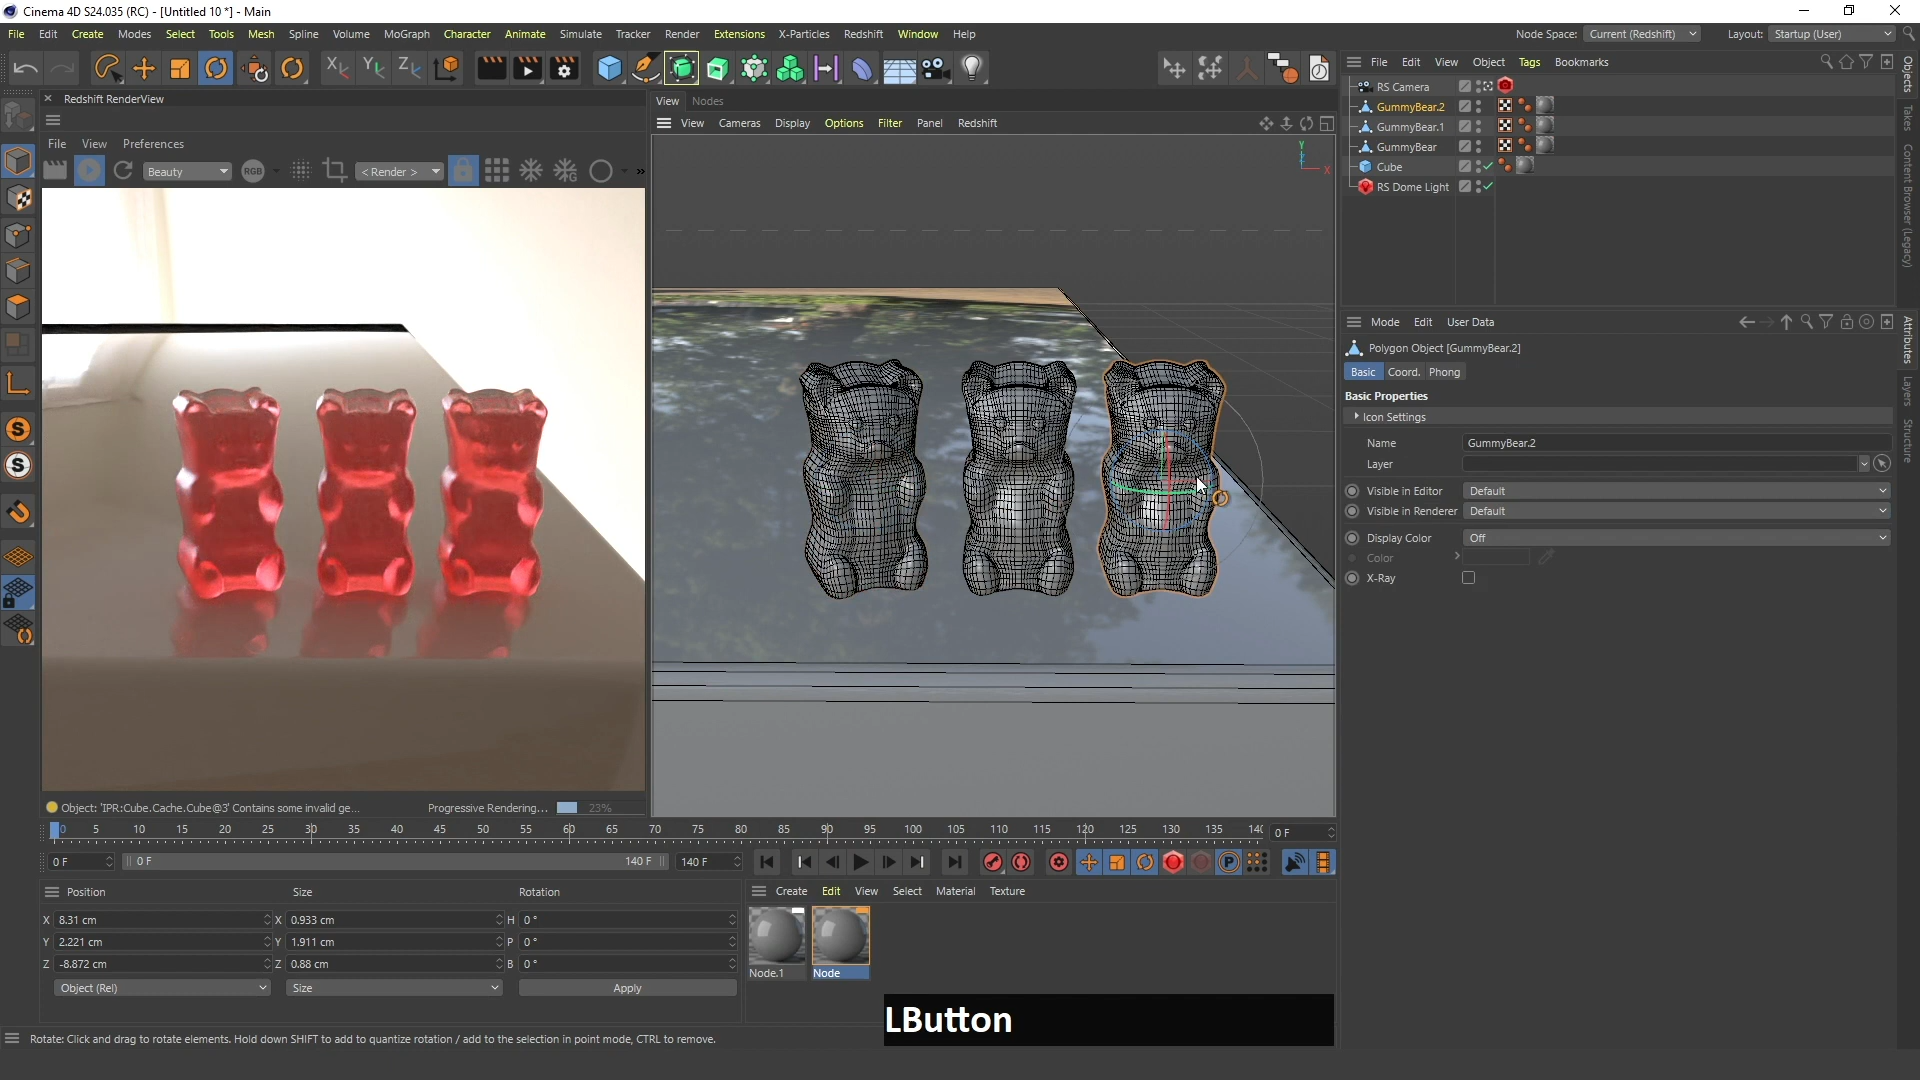 Cinema 4D S24.035 (RC) - [Untitled 10 *] - Main
File Edit Create Modes Select Tools Mesh Spline Volume MoGraph Character Animate Simulate Tracker Render Extensions X-Particles Redshift Window Help
Node Space: Current (Redshift) Layout: Startup (User)
Redshift RenderView
File View Preferences
Beauty RGB < Render >
View Nodes
View Cameras Display Options Filter Panel Redshift
Y
Z
X
File Edit View Object Tags Bookmarks
RS Camera
GummyBear.2
GummyBear.1
GummyBear
Cube
RS Dome Light
Objects
Takes
Content Browser (Legacy)
Mode Edit User Data
Polygon Object [GummyBear.2]
Basic Coord. Phong
Basic Properties
Icon Settings
Name GummyBear.2
Layer
Visible in Editor Default
Visible in Renderer Default
Display Color Off
Color
X-Ray
Attributes
Layers
Structure
Object: 'IPR:Cube.Cache.Cube@3' Contains some invalid ge... Progressive Rendering... 23%
0 5 10 15 20 25 30 35 40 45 50 55 60 65 70 75 80 85 90 95 100 105 110 115 120 125 130 135 140
0 F
0 F 0 F 140 F 140 F
Position Size Rotation
X 8.31 cm X 0.933 cm H 0 °
Y 2.221 cm Y 1.911 cm P 0 °
Z -8.872 cm Z 0.88 cm B 0 °
Object (Rel) Size Apply
Create Edit View Select Material Texture
Node.1 Node
LButton
Rotate: Click and drag to rotate elements. Hold down SHIFT to add to quantize rotation / add to the selection in point mode, CTRL to remove.